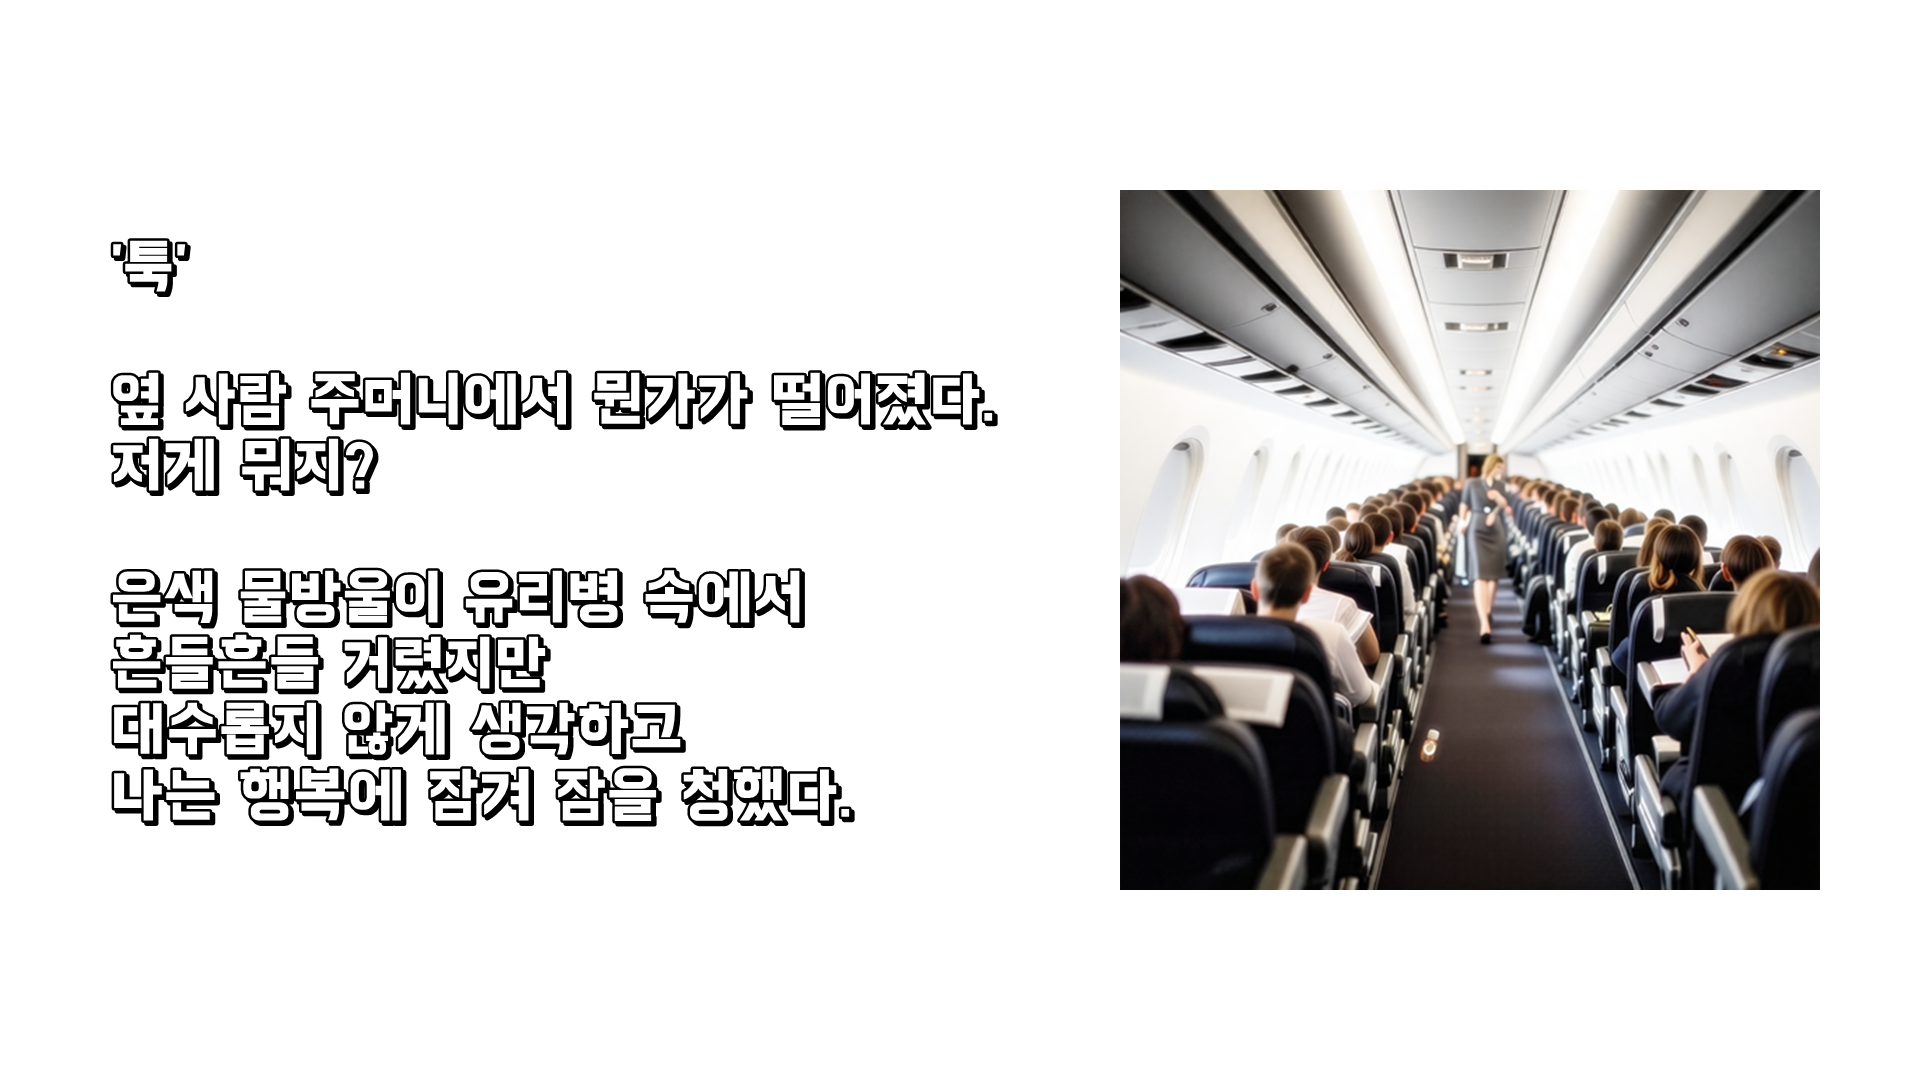 '툭'
옆 사람 주머니에서 뭔가가 떨어졌다.
저게 뭐지?
은색 물방울이 유리병 속에서
흔들흔들 거렸지만
대수롭지 않게 생각하고
나는 행복에 잠겨 잠을 청했다.